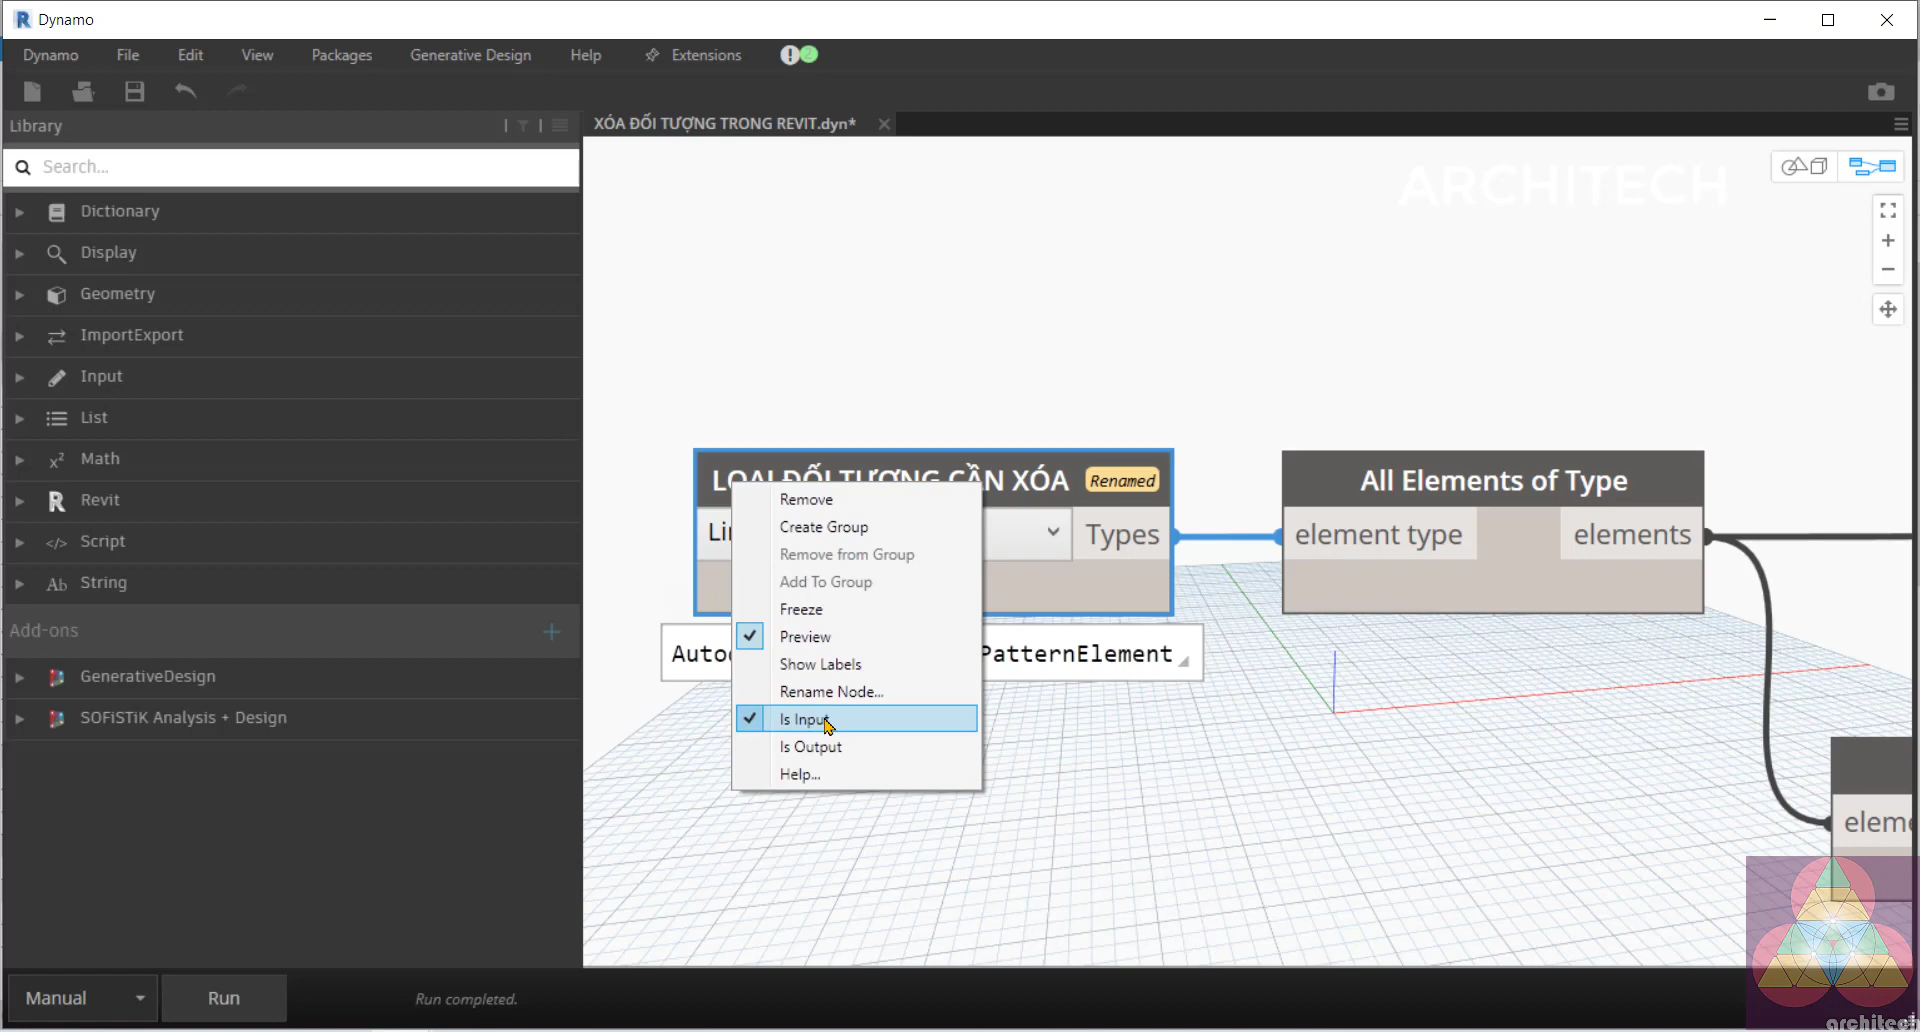 Dynamo
Dynamo File Edit View Packages Generative Design Help Extensions
Library
XÓA ĐỐI TƯỢNG TRONG REVIT.dyn*
Search...
ARCHITECH
Dictionary
Display
Geometry
ImportExport
Input
List
Math
Revit
Script
String
Add-ons
GenerativeDesign
SOFiSTiK Analysis + Design
CẦN XÓA Renamed
Types
All Elements of Type
element type elements
Remove
Create Group
Remove from Group
Add To Group
Freeze
Preview
Show Labels
Rename Node...
Is Input
Is Output
Help...
PatternElement
Manual Run Run completed.
architech